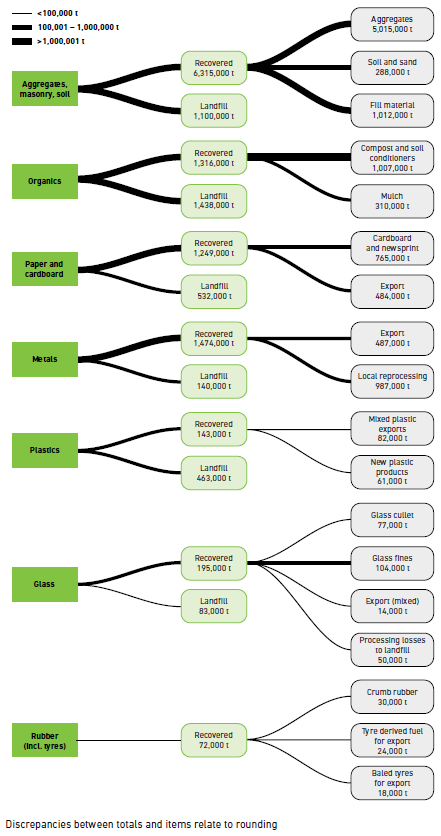 <100,000 t
100,001 – 1,000,000 t
>1,000,001 t
Aggregates,
masonry, soil
Recovered
6,315,000 t
Landfill
1,100,000 t
Aggregates
5,015,000 t
Soil and sand
288,000 t
Fill material
1,012,000 t
Organics
Recovered
1,316,000 t
Landfill
1,438,000 t
Compost and soil
conditioners
1,007,000 t
Mulch
310,000 t
Paper and
cardboard
Recovered
1,249,000 t
Landfill
532,000 t
Cardboard
and newsprint
765,000 t
Export
484,000 t
Metals
Recovered
1,474,000 t
Landfill
140,000 t
Export
487,000 t
Local reprocessing
987,000 t
Plastics
Recovered
143,000 t
Landfill
463,000 t
Mixed plastic
exports
82,000 t
New plastic
products
61,000 t
Glass
Recovered
195,000 t
Landfill
83,000 t
Glass cullet
77,000 t
Glass fines
104,000 t
Export (mixed)
14,000 t
Processing losses
to landfill
50,000 t
Rubber
(incl. tyres)
Recovered
72,000 t
Crumb rubber
30,000 t
Tyre derived fuel
for export
24,000 t
Baled tyres
for export
18,000 t
Discrepancies between totals and items relate to rounding